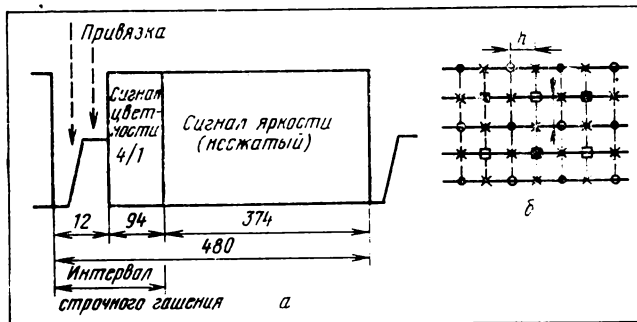 Привязка
h
Сигнал
цвет-
ности
4/1
Сигнал яркости
(несжатый)
12
94
374
480
Интервал
строчного гашения
а
б